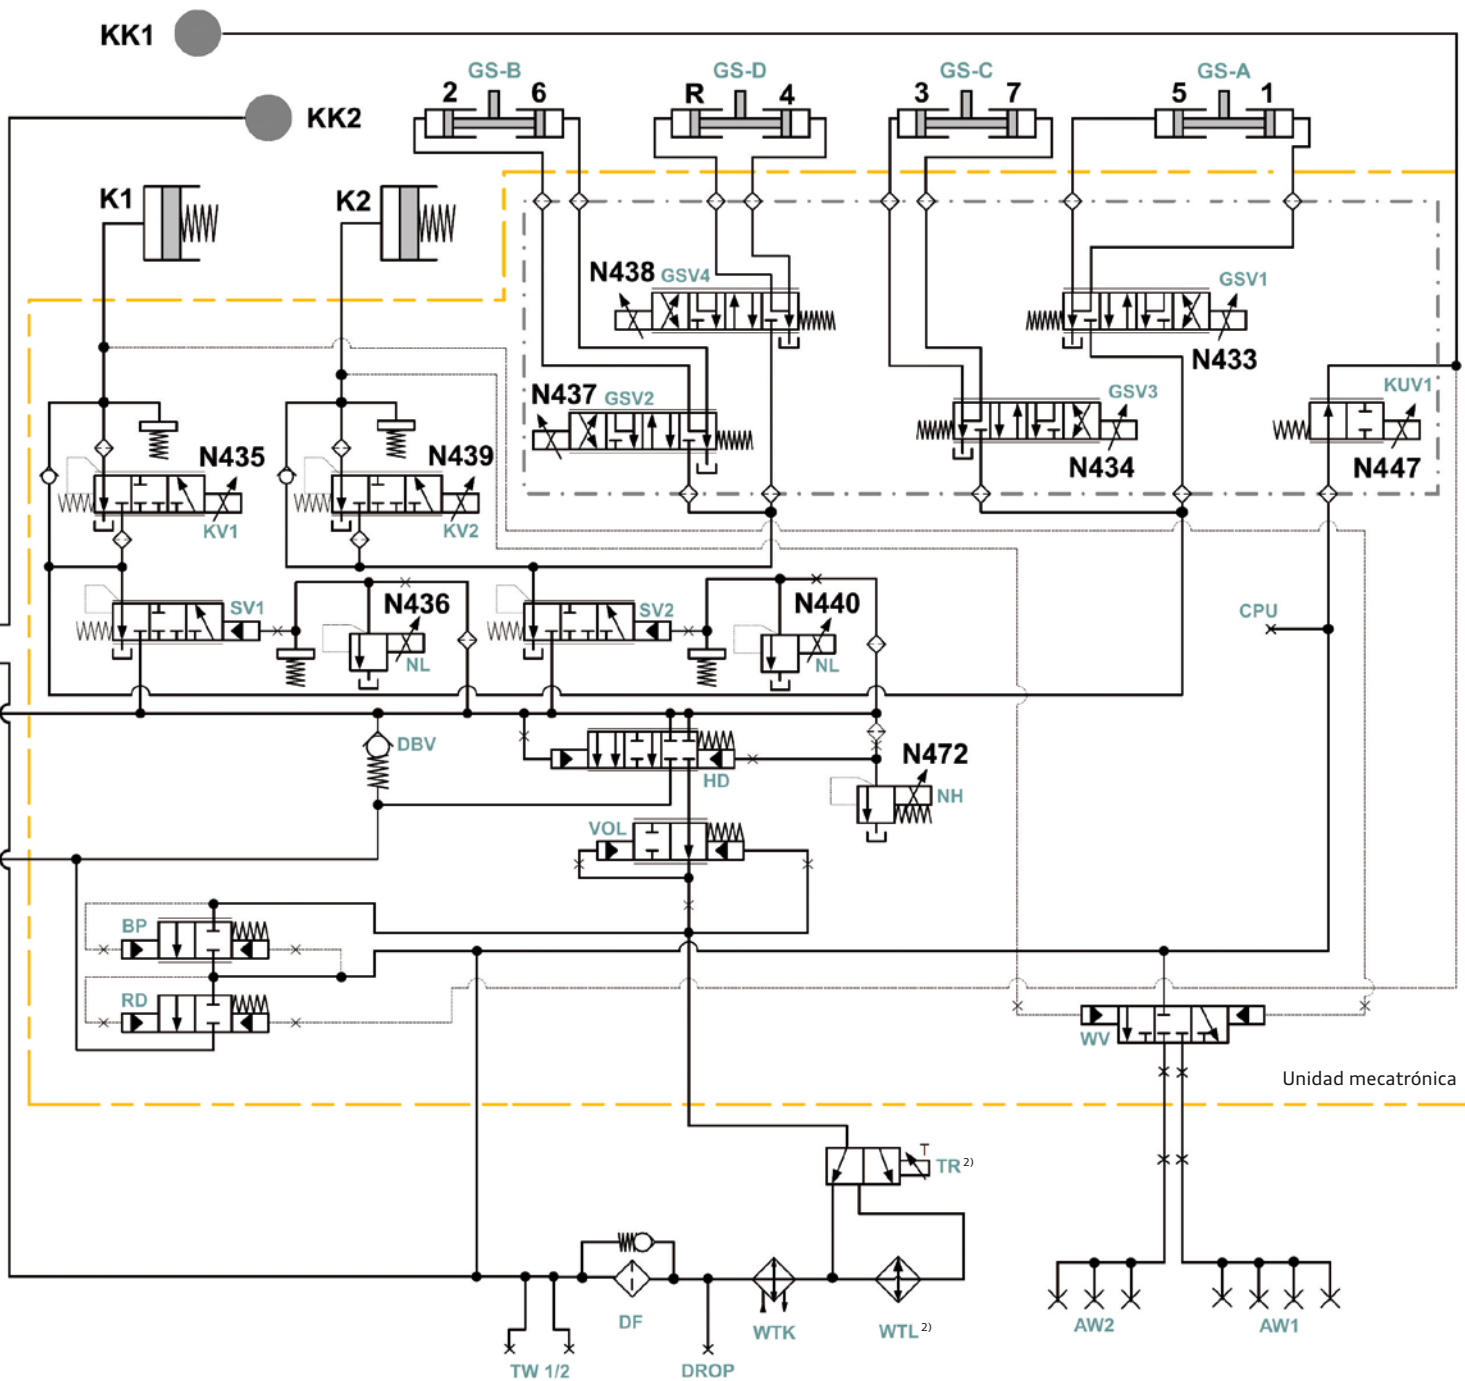 KK1
GS-B
GS-D
GS-C
GS-A
2 6
R 4
3 7
5 1
KK2
K1
K2
N438 GSV4
GSV1
N433
N437 GSV2
GSV3
KUV1
N435
N439
N434
N447
KV1
KV2
SV1
N436
SV2
N440
CPU
NL
NL
DBV
HD
N472
NH
VOL
BP
RD
WV
Unidad mecatrónica
T
TR 2)
DF
WTK
WTL 2)
AW2
AW1
TW 1/2
DROP